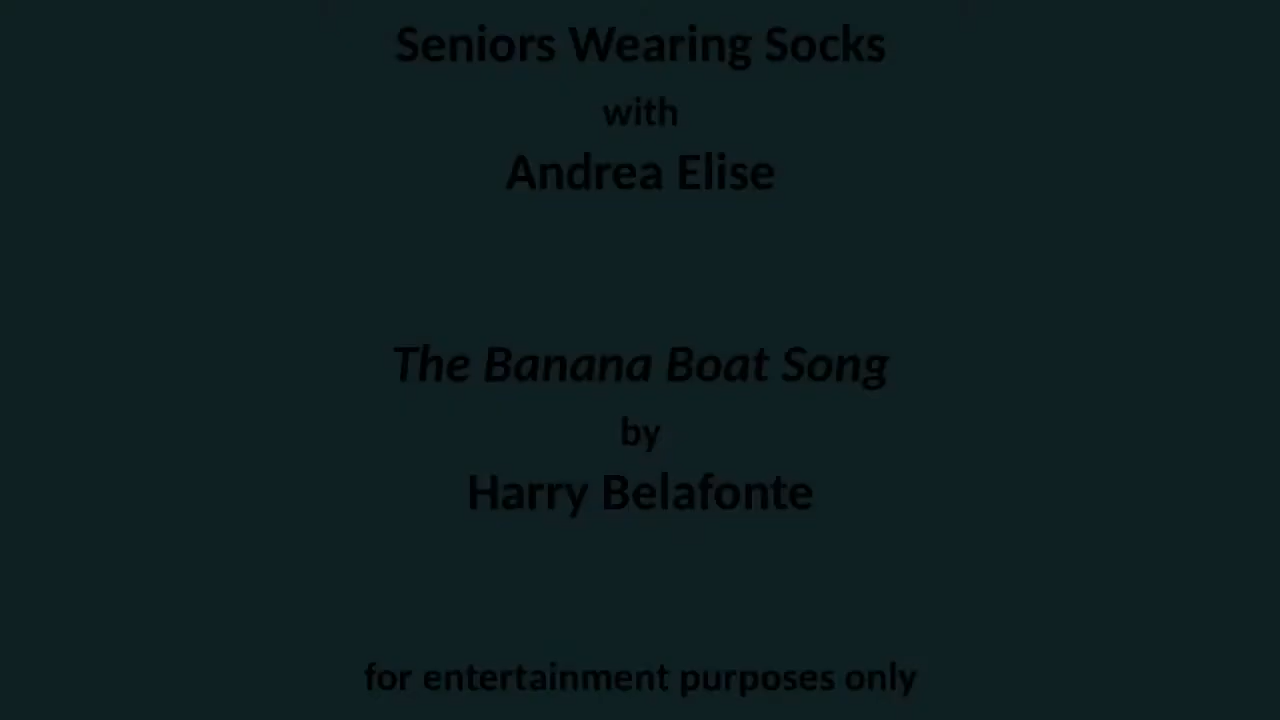 Seniors Wearing Socks
with
Andrea Elise
The Banana Boat Song
by
Harry Belafonte
for entertainment purposes only